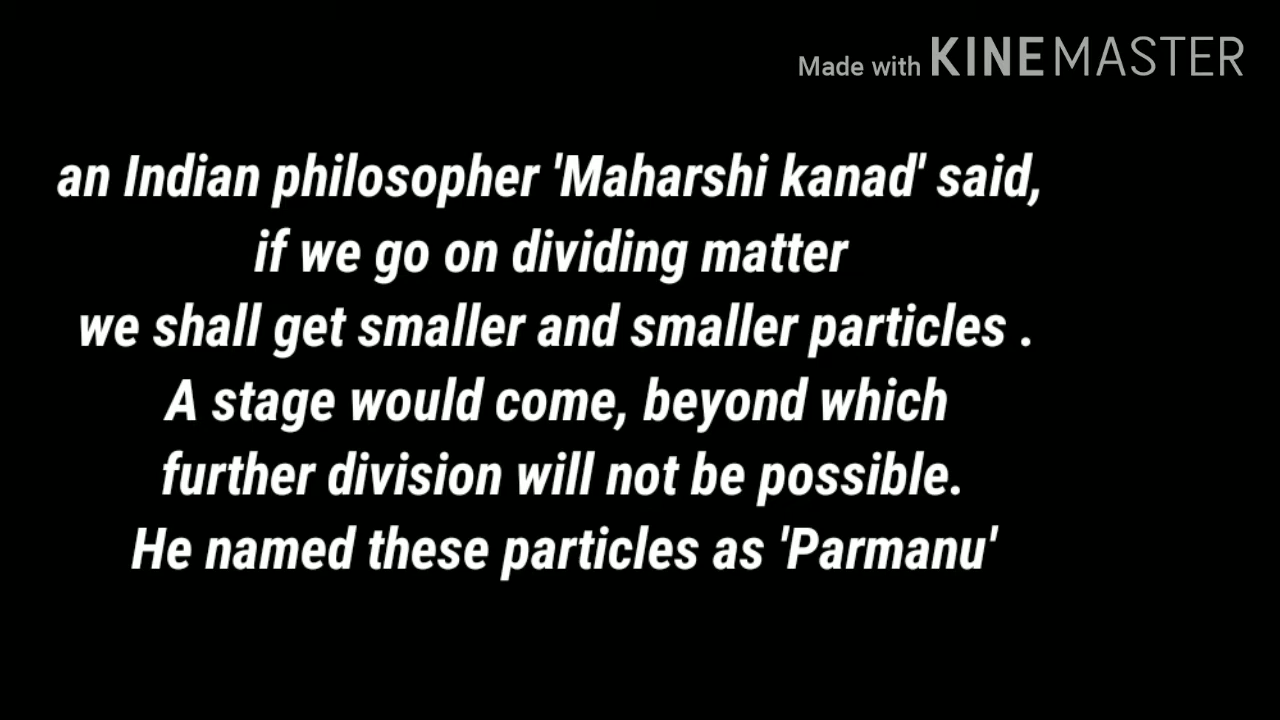 Made with KINEMASTER
an Indian philosopher 'Maharshi kanad' said,
if we go on dividing matter
we shall get smaller and smaller particles .
A stage would come, beyond which
further division will not be possible.
He named these particles as 'Parmanu'